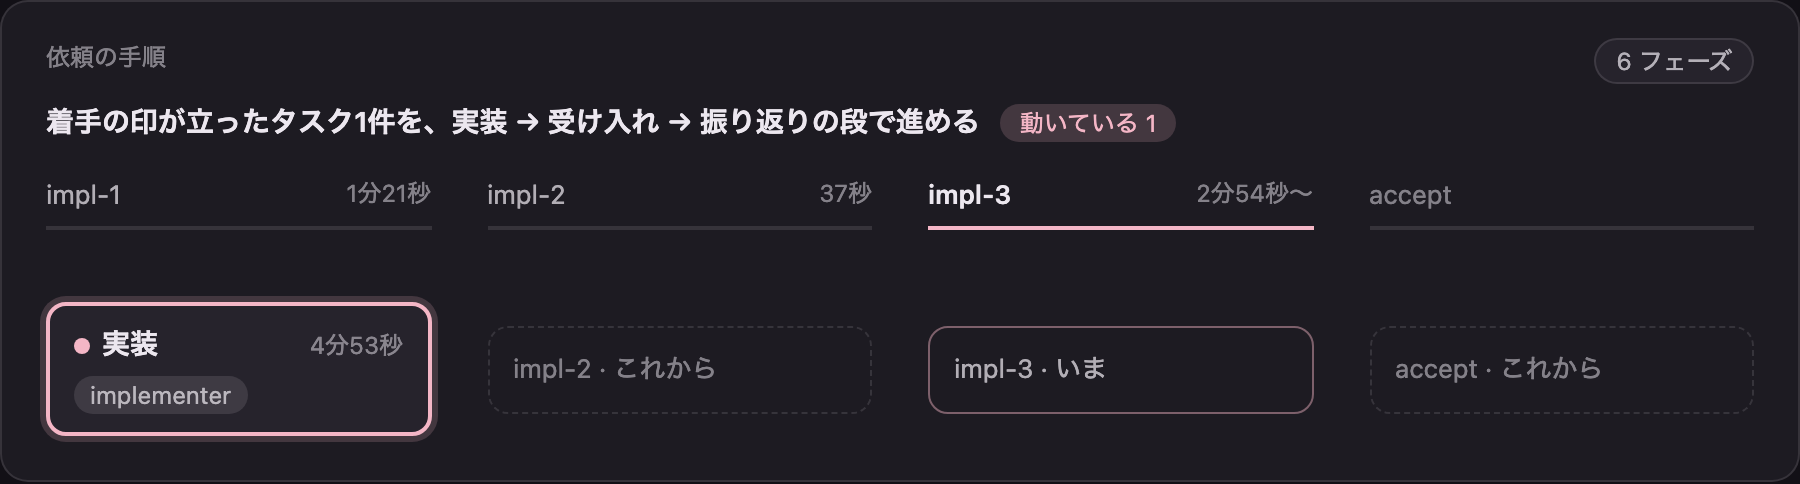 依頼の手順
6 フェーズ
着手の印が立ったタスク1件を、実装 → 受け入れ → 振り返りの段で進める 動いている 1
impl-1 1分21秒
impl-2 37秒
impl-3 2分54秒〜
accept
実装 4分53秒
implementer
impl-2 · これから
impl-3 · いま
accept · これから